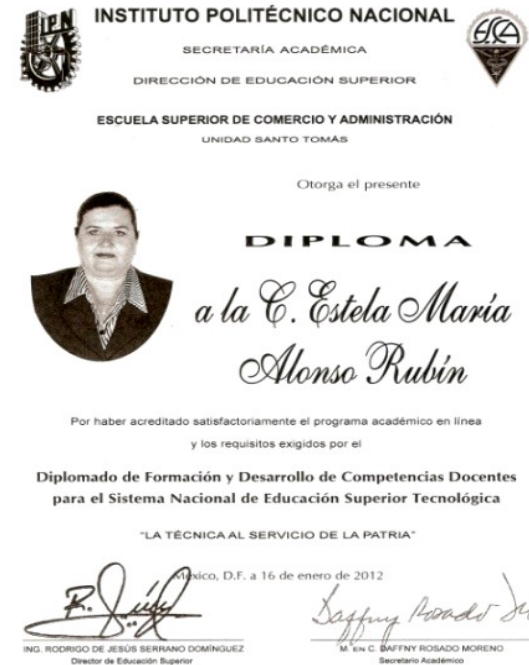 IPN
INSTITUTO POLITÉCNICO NACIONAL
ESCA
SECRETARÍA ACADÉMICA
DIRECCIÓN DE EDUCACIÓN SUPERIOR
ESCUELA SUPERIOR DE COMERCIO Y ADMINISTRACIÓN
UNIDAD SANTO TOMÁS
Otorga el presente
DIPLOMA
a la C. Estela María
Alonso Rubín
Por haber acreditado satisfactoriamente el programa académico en línea
y los requisitos exigidos por el
Diplomado de Formación y Desarrollo de Competencias Docentes
para el Sistema Nacional de Educación Superior Tecnológica
"LA TÉCNICA AL SERVICIO DE LA PATRIA"
México, D.F. a 16 de enero de 2012
Daffny Rosado
ING. RODRIGO DE JESÚS SERRANO DOMÍNGUEZ
Director de Educación Superior
M. EN C. DAFFNY ROSADO MORENO
Secretario Académico